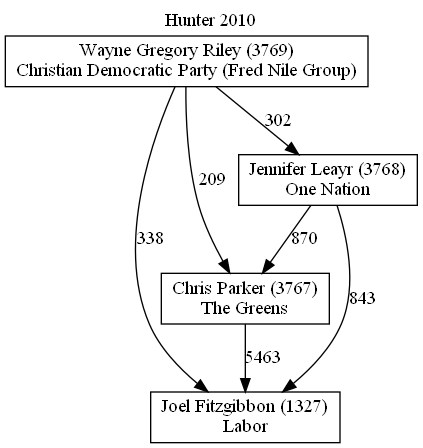 Hunter 2010
Wayne Gregory Riley (3769)
Christian Democratic Party (Fred Nile Group)
302
Jennifer Leayr (3768)
One Nation
209
338
870
843
Chris Parker (3767)
The Greens
5463
Joel Fitzgibbon (1327)
Labor